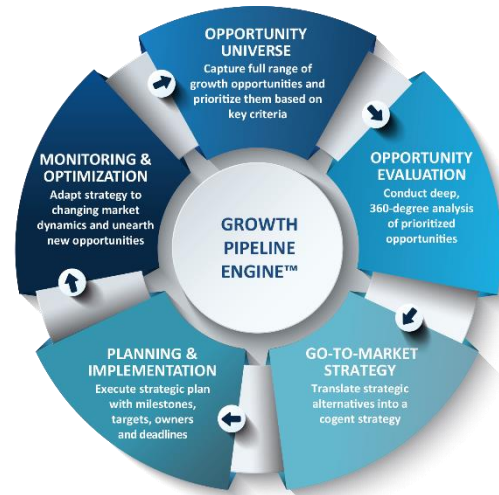 OPPORTUNITY
UNIVERSE
Capture full range of
growth opportunities and
prioritize them based on
key criteria
OPPORTUNITY
EVALUATION
Conduct deep,
360-degree analysis
of prioritized
opportunities
GO-TO-MARKET
STRATEGY
Translate strategic
alternatives into a
cogent strategy
PLANNING &
IMPLEMENTATION
Execute strategic plan
with milestones,
targets, owners
and deadlines
MONITORING &
OPTIMIZATION
Adapt strategy to
changing market
dynamics and unearth
new opportunities
GROWTH
PIPELINE
ENGINE™